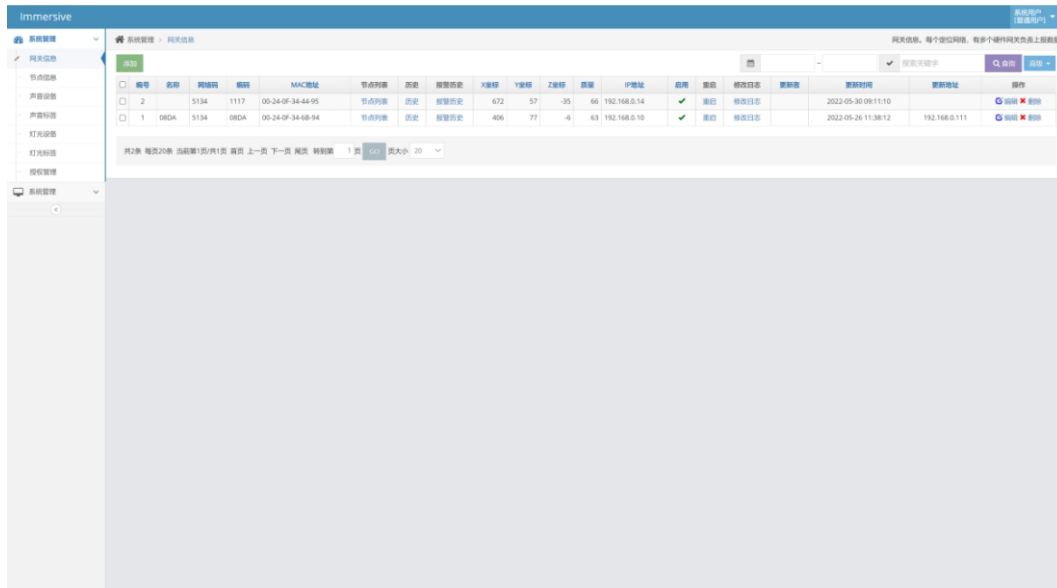 Immersive
系统用户
(普通用户)
系统管理
网关信息
节点信息
声音设备
声音标签
灯光设备
灯光标签
授权管理
系统管理
系统管理 > 网关信息
网关信息。每个定位网络，有多个硬件网关负责上报数据
添加 - 搜索关键字 查询 高级
编号 名称 网络码 编码 MAC地址 节点列表 历史 报警历史 X坐标 Y坐标 Z坐标 质量 IP地址 启用 重启 修改日志 更新者 更新时间 更新地址 操作
2 5134 1117 00-24-0F-34-44-95 节点列表 历史 报警历史 672 57 -35 66 192.168.0.14 重启 修改日志 2022-05-30 09:11:10 编辑 删除
1 08DA 5134 08DA 00-24-0F-34-68-94 节点列表 历史 报警历史 406 77 -6 63 192.168.0.10 重启 修改日志 2022-05-26 11:38:12 192.168.0.111 编辑 删除
共2条 每页20条 当前第1页/共1页 首页 上一页 下一页 尾页 转到第 1 页 GO 页大小 20